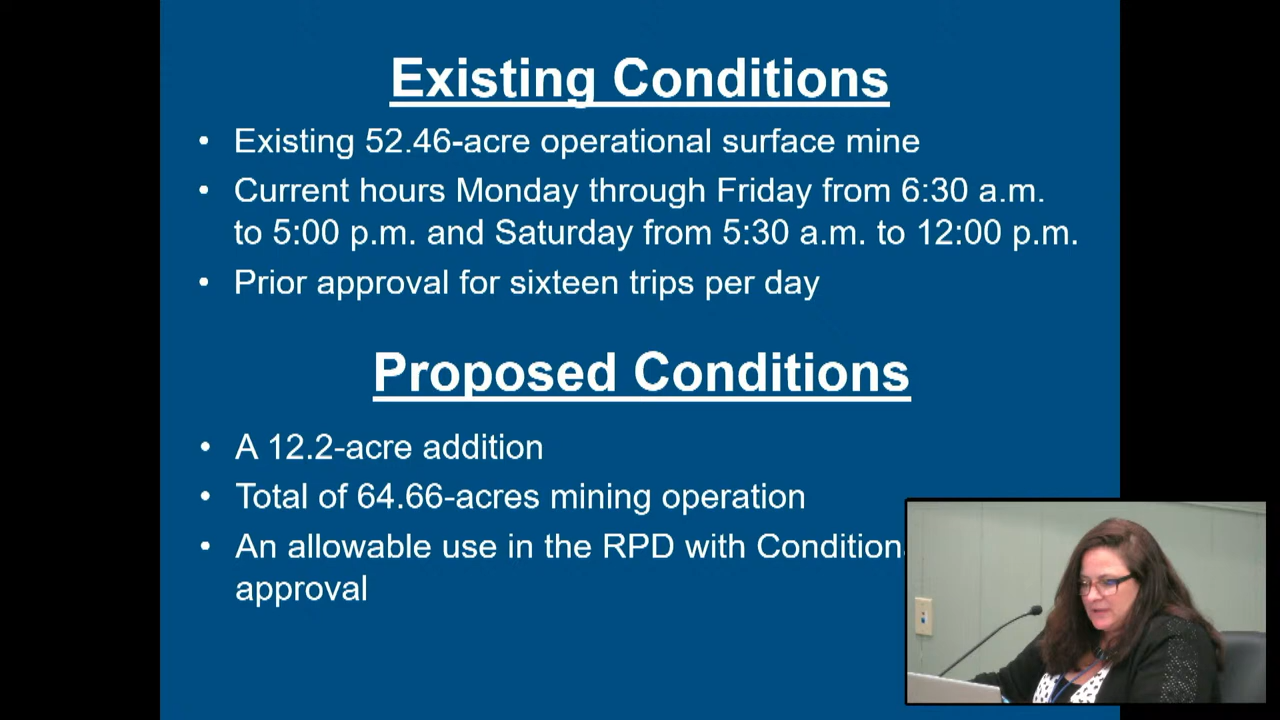 Existing Conditions
• Existing 52.46-acre operational surface mine
• Current hours Monday through Friday from 6:30 a.m.
to 5:00 p.m. and Saturday from 5:30 a.m. to 12:00 p.m.
• Prior approval for sixteen trips per day
Proposed Conditions
• A 12.2-acre addition
• Total of 64.66-acres mining operation
• An allowable use in the RPD with Condition
approval